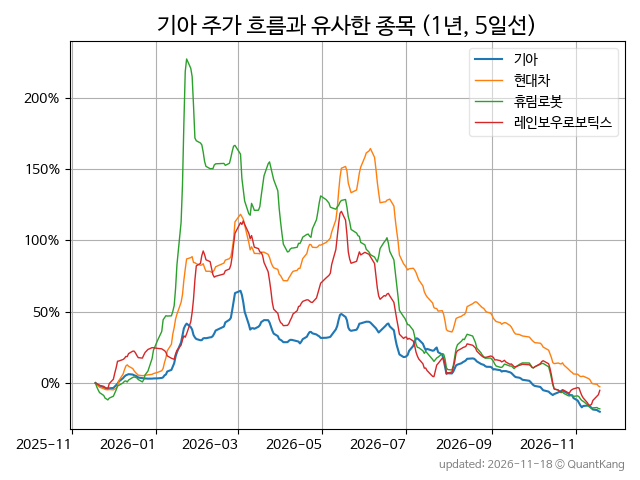 기아 주가 흐름과 유사한 종목 (1년, 5일선)
기아
현대차
휴림로봇
레인보우로보틱스
200%
150%
100%
50%
0%
2025-11 2026-01 2026-03 2026-05 2026-07 2026-09 2026-11
updated: 2026-11-18 © QuantKang